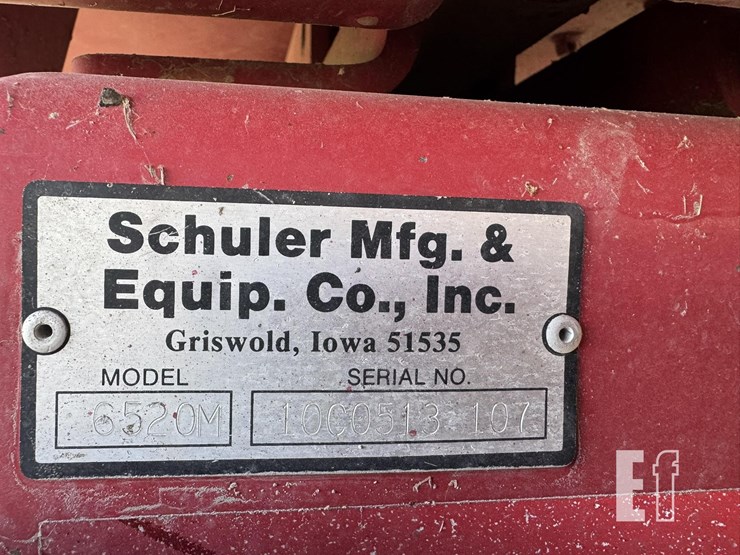 Schuler Mfg. &
Equip. Co., Inc.
Griswold, Iowa 51535
MODEL SERIAL NO.
6520M 10C0513 107
Ef